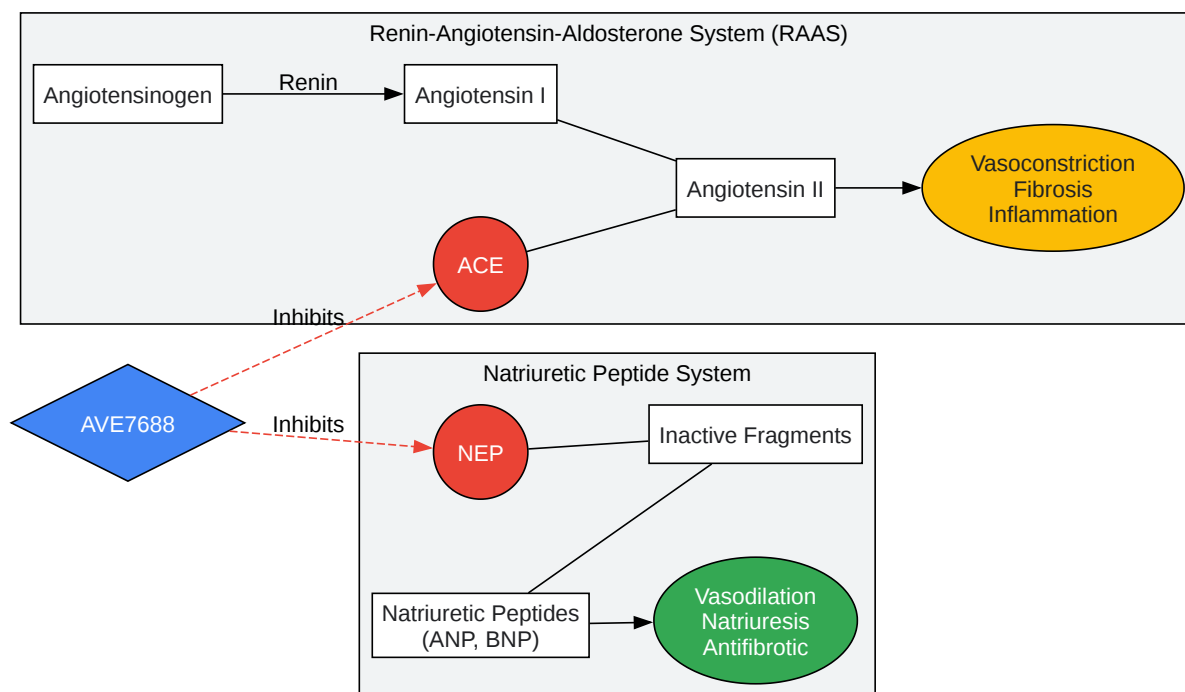 Renin-Angiotensin-Aldosterone System (RAAS)
Angiotensinogen
Renin
Angiotensin I
Angiotensin II
Vasoconstriction
Fibrosis
Inflammation
ACE
Inhibits
AVE7688
Inhibits
Natriuretic Peptide System
NEP
Inactive Fragments
Natriuretic Peptides
(ANP, BNP)
Vasodilation
Natriuresis
Antifibrotic